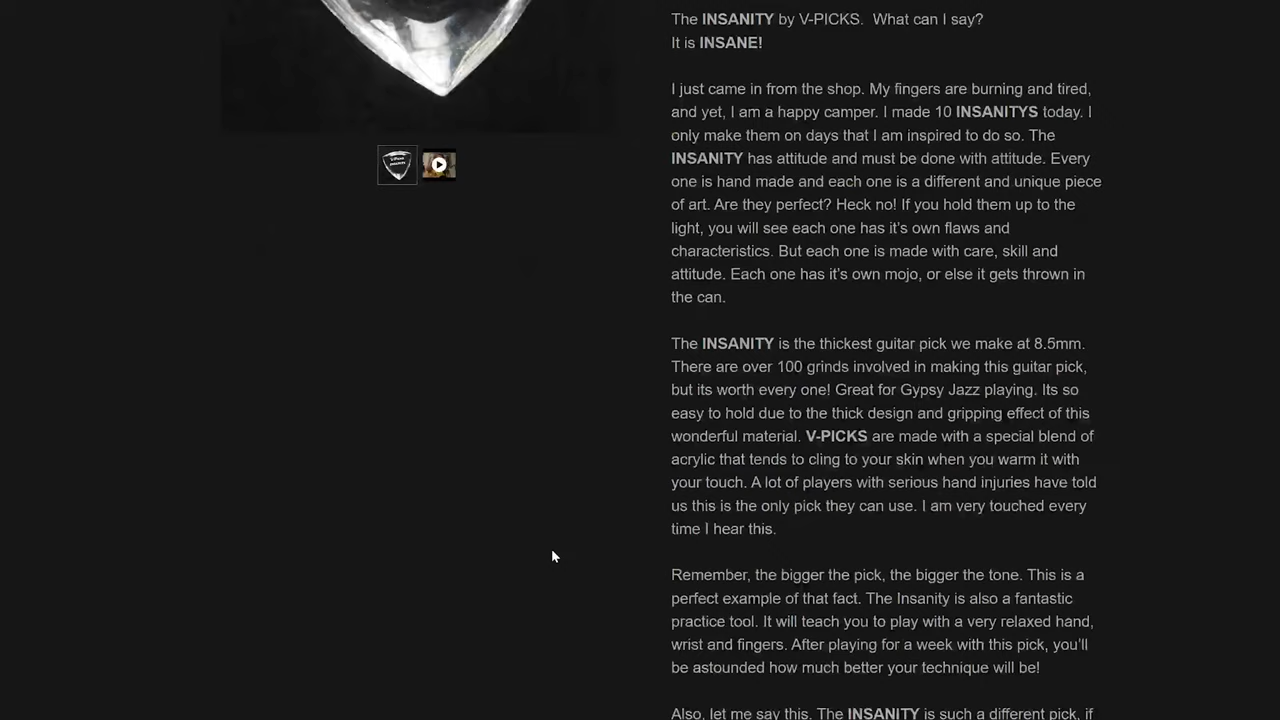 The INSANITY by V-PICKS. What can I say?
It is INSANE!
I just came in from the shop. My fingers are burning and tired,
and yet, I am a happy camper. I made 10 INSANITYS today. I
only make them on days that I am inspired to do so. The
INSANITY has attitude and must be done with attitude. Every
one is hand made and each one is a different and unique piece
of art. Are they perfect? Heck no! If you hold them up to the
light, you will see each one has it's own flaws and
characteristics. But each one is made with care, skill and
attitude. Each one has it's own mojo, or else it gets thrown in
the can.
The INSANITY is the thickest guitar pick we make at 8.5mm.
There are over 100 grinds involved in making this guitar pick,
but its worth every one! Great for Gypsy Jazz playing. Its so
easy to hold due to the thick design and gripping effect of this
wonderful material. V-PICKS are made with a special blend of
acrylic that tends to cling to your skin when you warm it with
your touch. A lot of players with serious hand injuries have told
us this is the only pick they can use. I am very touched every
time I hear this.
Remember, the bigger the pick, the bigger the tone. This is a
perfect example of that fact. The Insanity is also a fantastic
practice tool. It will teach you to play with a very relaxed hand,
wrist and fingers. After playing for a week with this pick, you'll
be astounded how much better your technique will be!
Also, let me say this. The INSANITY is such a different pick, if